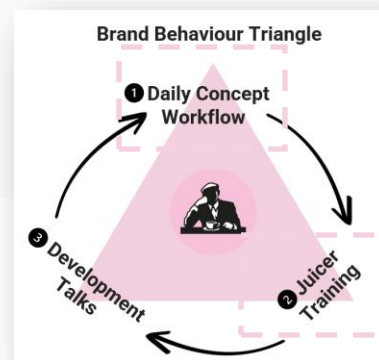 Brand Behaviour Triangle
1 Daily Concept
Workflow
2 Juicer
Training
3 Development
Talks